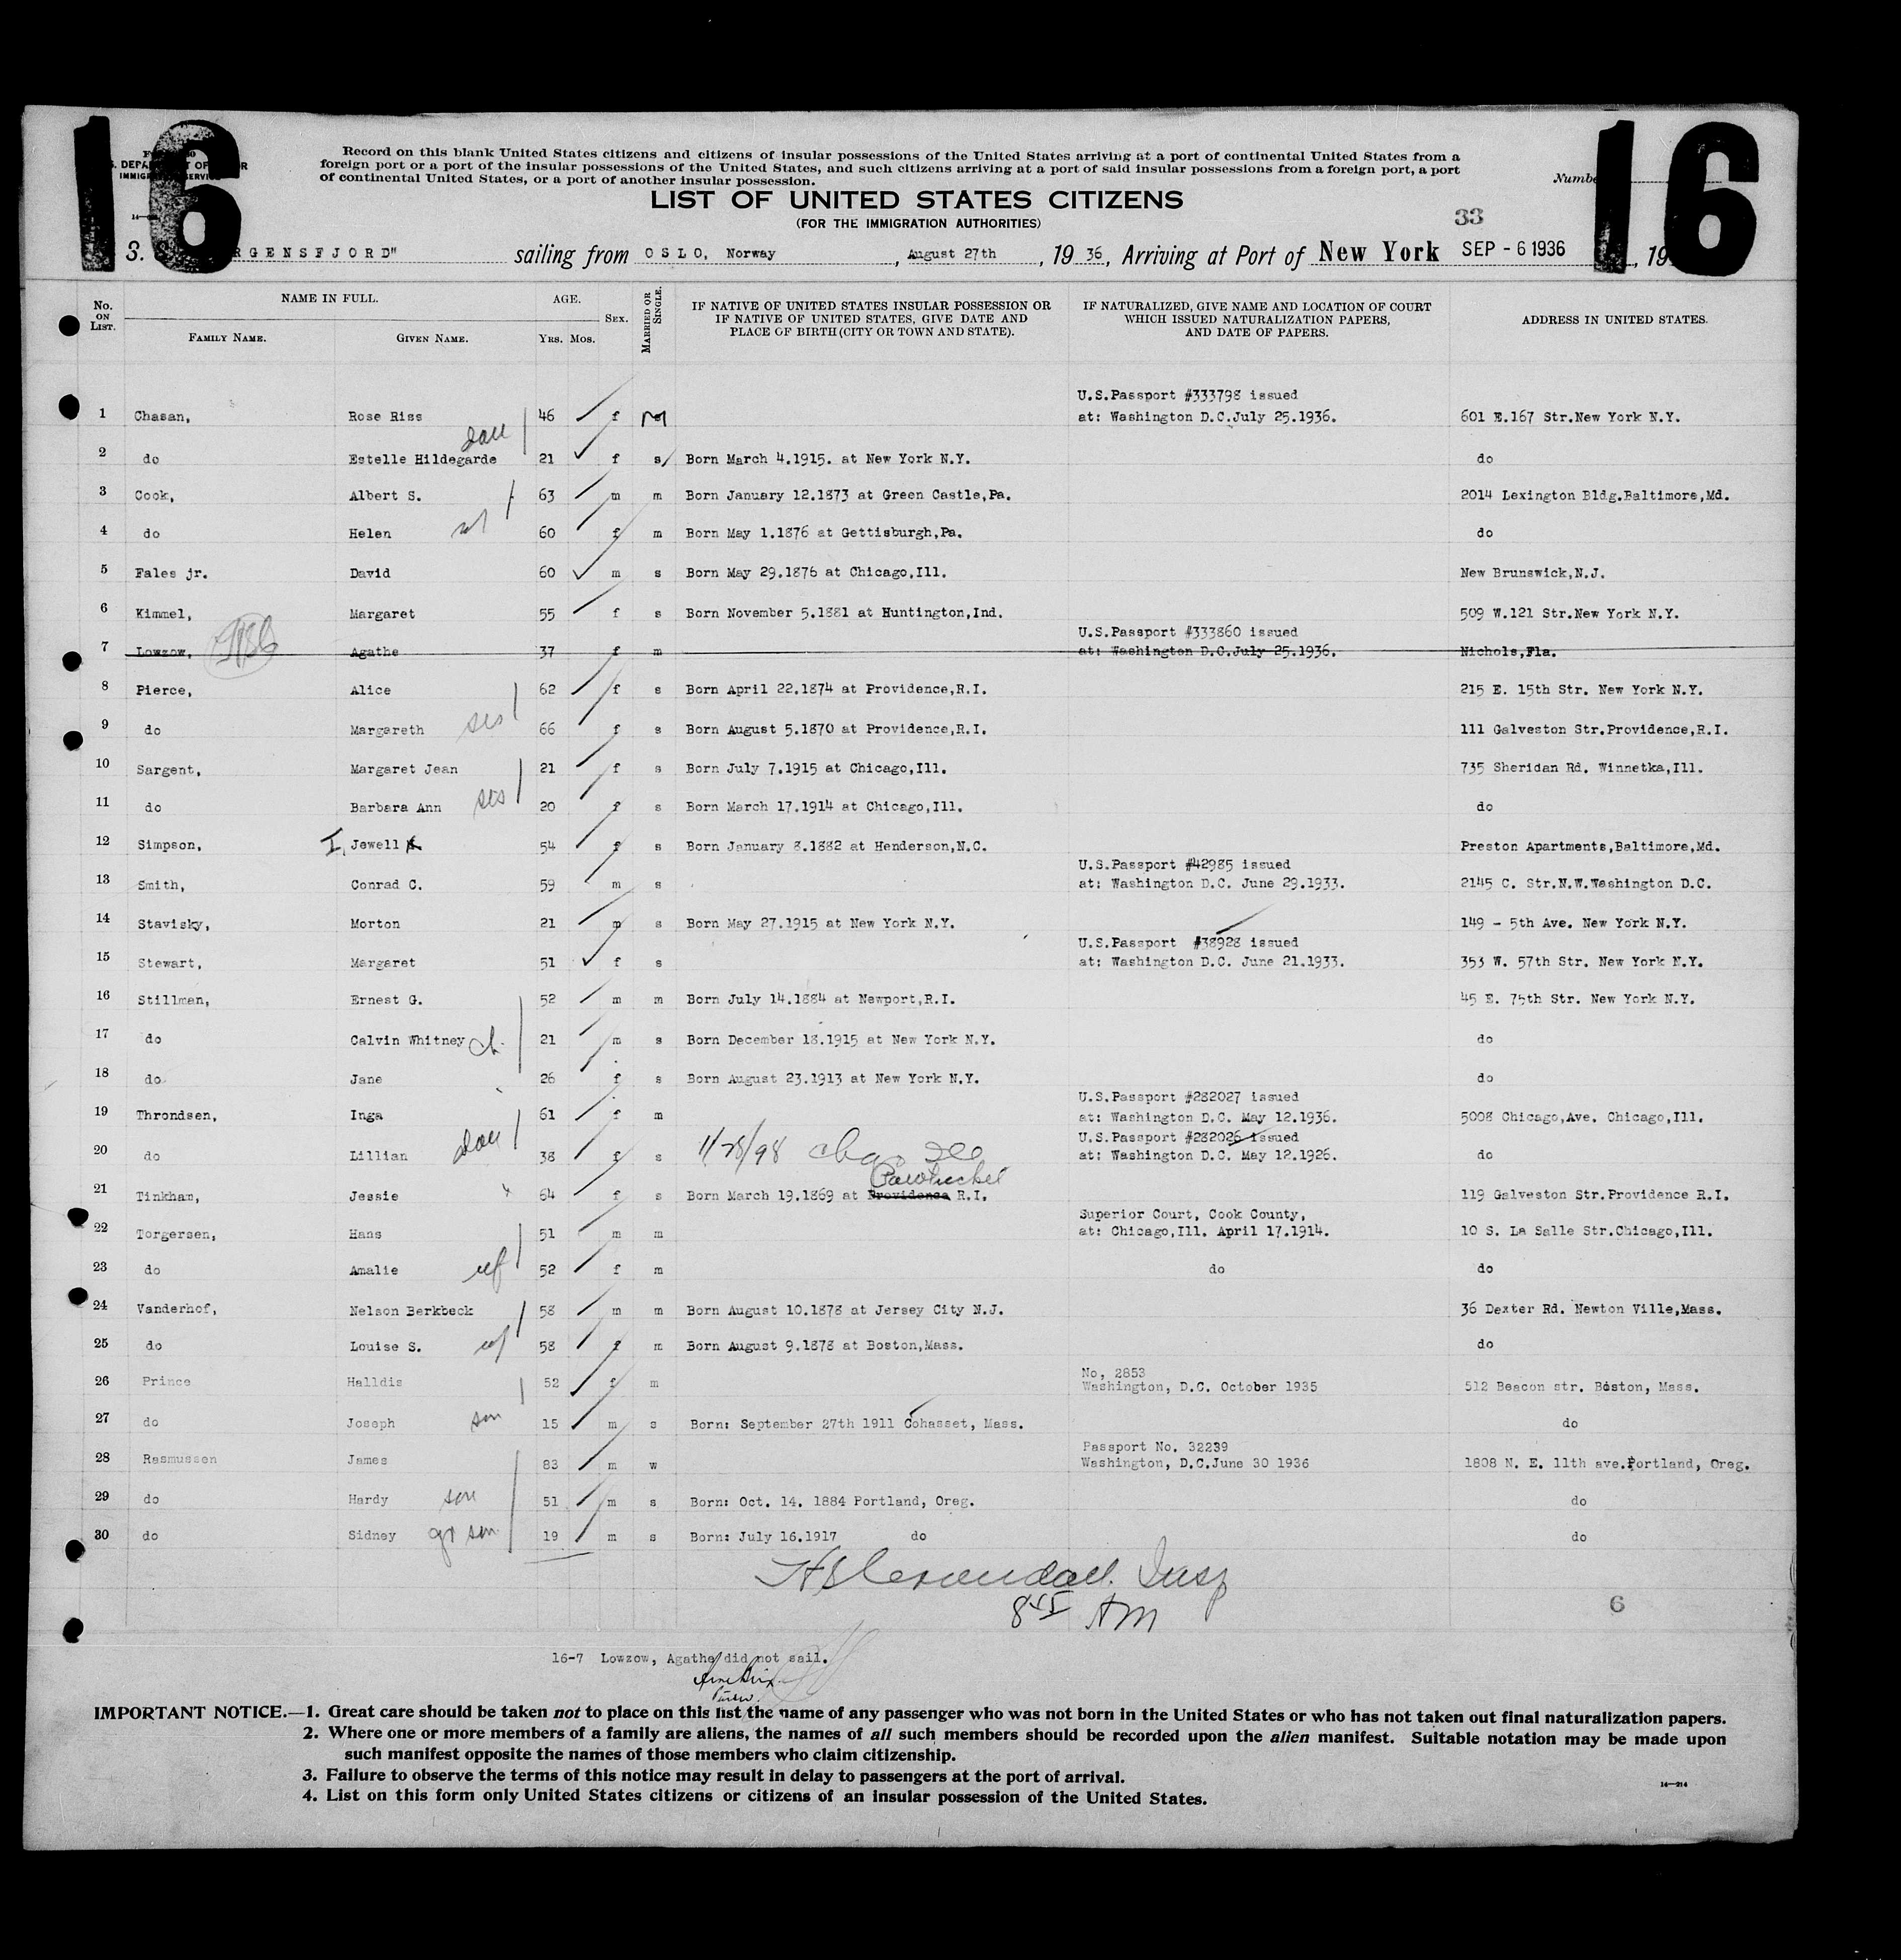 16
16
S. DEPARTMENT OF LABOR
IMMIGRATION SERVICE
Record on this blank United States citizens and citizens of insular possessions of the United States arriving at a port of continental United States from a
foreign port or a port of the insular possessions of the United States, and such citizens arriving at a port of said insular possessions from a foreign port, a port
of continental United States, or a port of another insular possession.
LIST OF UNITED STATES CITIZENS
(FOR THE IMMIGRATION AUTHORITIES)
33
S. RGENSFJORD" sailing from OSLO, Norway, August 27th, 1936, Arriving at Port of New York SEP - 6 1936, 19
No. ON LIST. NAME IN FULL. FAMILY NAME. GIVEN NAME. AGE. YRS. MOS. SEX. MARRIED OR SINGLE. IF NATIVE OF UNITED STATES INSULAR POSSESSION OR IF NATIVE OF UNITED STATES, GIVE DATE AND PLACE OF BIRTH (CITY OR TOWN AND STATE). IF NATURALIZED, GIVE NAME AND LOCATION OF COURT WHICH ISSUED NATURALIZATION PAPERS, AND DATE OF PAPERS. ADDRESS IN UNITED STATES.
U.S.Passport #333798 issued
1 Chasan, Rose Riss 46 f M at: Washington D.C.July 25.1936. 601 E.167 Str.New York N.Y.
dau
2 do Estelle Hildegarde 21 f s Born March 4.1915. at New York N.Y. do
3 Cook, Albert S. 63 m m Born January 12.1873 at Green Castle,Pa. 2014 Lexington Bldg.Baltimore,Md.
4 do Helen wf 60 f m Born May 1.1876 at Gettisburgh,Pa. do
5 Fales jr. David 60 m s Born May 29.1876 at Chicago,Ill. New Brunswick,N.J.
6 Kimmel, Margaret 55 f s Born November 5.1881 at Huntington,Ind. 509 W.121 Str.New York N.Y.
U.S.Passport #333860 issued
7 Lowzow, Agathe 37 f m at: Washington D.C.July 25.1936. Nichols,Fla.
8 Pierce, Alice 62 f s Born April 22.1874 at Providence,R.I. 215 E. 15th Str. New York N.Y.
9 do Margareth sis 66 f s Born August 5.1870 at Providence,R.I. 111 Galveston Str.Providence,R.I.
10 Sargent, Margaret Jean 21 f s Born July 7.1915 at Chicago,Ill. 735 Sheridan Rd. Winnetka,Ill.
11 do Barbara Ann sis 20 f s Born March 17.1914 at Chicago,Ill. do
12 Simpson, I. Jewell 54 f s Born January 8.1882 at Henderson,N.C. Preston Apartments,Baltimore,Md.
U.S.Passport #42985 issued
13 Smith, Conrad C. 59 m s at: Washington D.C. June 29.1933. 2145 C. Str.N.W.Washington D.C.
14 Stavisky, Morton 21 m s Born May 27.1915 at New York N.Y. 149 - 5th Ave. New York N.Y.
U.S.Passport #38928 issued
15 Stewart, Margaret 51 f s at: Washington D.C. June 21.1933. 353 W. 57th Str. New York N.Y.
16 Stillman, Ernest G. 52 m m Born July 14.1884 at Newport,R.I. 45 E. 75th Str. New York N.Y.
17 do Calvin Whitney ch. 21 m s Born December 18.1915 at New York N.Y. do
18 do Jane 26 f s Born August 23.1913 at New York N.Y. do
U.S.Passport #282027 issued
19 Throndsen, Inga 61 f m at: Washington D.C. May 12.1936. 5008 Chicago,Ave. Chicago,Ill.
U.S.Passport #282026 issued
20 do Lillian dau 38 f s 11/28/98 Chgo Ill at: Washington D.C. May 12.1926. do
Pawtucket
21 Tinkham, Jessie 64 f s Born March 19.1869 at Providence R.I. 119 Galveston Str.Providence R.I.
Superior Court, Cook County,
22 Torgersen, Hans 51 m m at: Chicago,Ill. April 17.1914. 10 S. La Salle Str.Chicago,Ill.
23 do Amalie wf 52 f m do do
24 Vanderhof, Nelson Berkbeck 58 m m Born August 10.1878 at Jersey City N.J. 36 Dexter Rd. Newton Ville,Mass.
25 do Louise S. wf 58 f m Born August 9.1878 at Boston,Mass. do
No, 2853
26 Prince Halldis 52 f m Washington, D.C. October 1935 512 Beacon str. Boston, Mass.
27 do Joseph son 15 m s Born: September 27th 1911 Cohasset, Mass. do
Passport No. 32239
28 Rasmussen James 83 m w Washington, D.C.June 30 1936 1808 N. E. 11th ave.Portland, Oreg.
29 do Hardy son 51 m s Born: Oct. 14. 1884 Portland, Oreg. do
30 do Sidney gr son 19 m s Born: July 16.1917 do do
Insp
8 45 AM
6
16-7 Lowzow, Agathe did not sail.
IMPORTANT NOTICE.—1. Great care should be taken not to place on this list the name of any passenger who was not born in the United States or who has not taken out final naturalization papers.
2. Where one or more members of a family are aliens, the names of all such members should be recorded upon the alien manifest. Suitable notation may be made upon
such manifest opposite the names of those members who claim citizenship.
3. Failure to observe the terms of this notice may result in delay to passengers at the port of arrival.
4. List on this form only United States citizens or citizens of an insular possession of the United States.
14—214